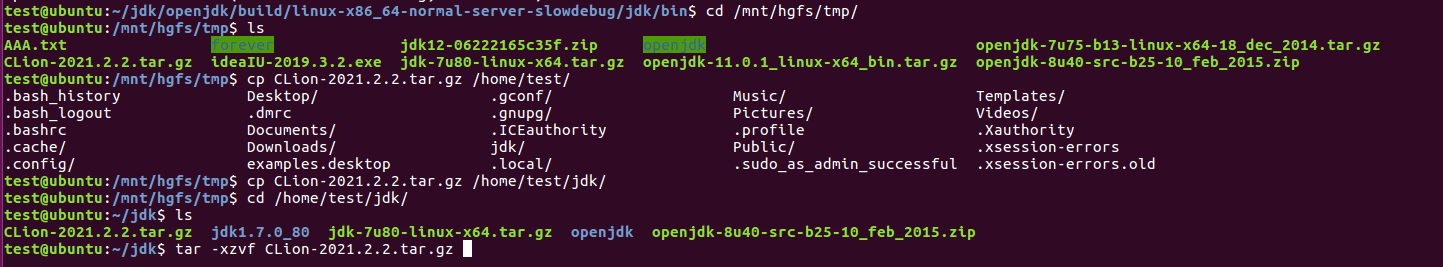 test@ubuntu:~/jdk/openjdk/build/linux-x86_64-normal-server-slowdebug/jdk/bin$ cd /mnt/hgfs/tmp/
test@ubuntu:/mnt/hgfs/tmp$ ls
AAA.txt forever jdk12-06222165c35f.zip openjdk openjdk-7u75-b13-linux-x64-18_dec_2014.tar.gz
CLion-2021.2.2.tar.gz ideaIU-2019.3.2.exe jdk-7u80-linux-x64.tar.gz openjdk-11.0.1_linux-x64_bin.tar.gz openjdk-8u40-src-b25-10_feb_2015.zip
test@ubuntu:/mnt/hgfs/tmp$ cp CLion-2021.2.2.tar.gz /home/test/
.bash_history Desktop/ .gconf/ Music/ Templates/
.bash_logout .dmrc .gnupg/ Pictures/ Videos/
.bashrc Documents/ .ICEauthority .profile .Xauthority
.cache/ Downloads/ jdk/ Public/ .xsession-errors
.config/ examples.desktop .local/ .sudo_as_admin_successful .xsession-errors.old
test@ubuntu:/mnt/hgfs/tmp$ cp CLion-2021.2.2.tar.gz /home/test/jdk/
test@ubuntu:/mnt/hgfs/tmp$ cd /home/test/jdk/
test@ubuntu:~/jdk$ ls
CLion-2021.2.2.tar.gz jdk1.7.0_80 jdk-7u80-linux-x64.tar.gz openjdk openjdk-8u40-src-b25-10_feb_2015.zip
test@ubuntu:~/jdk$ tar -xzvf CLion-2021.2.2.tar.gz